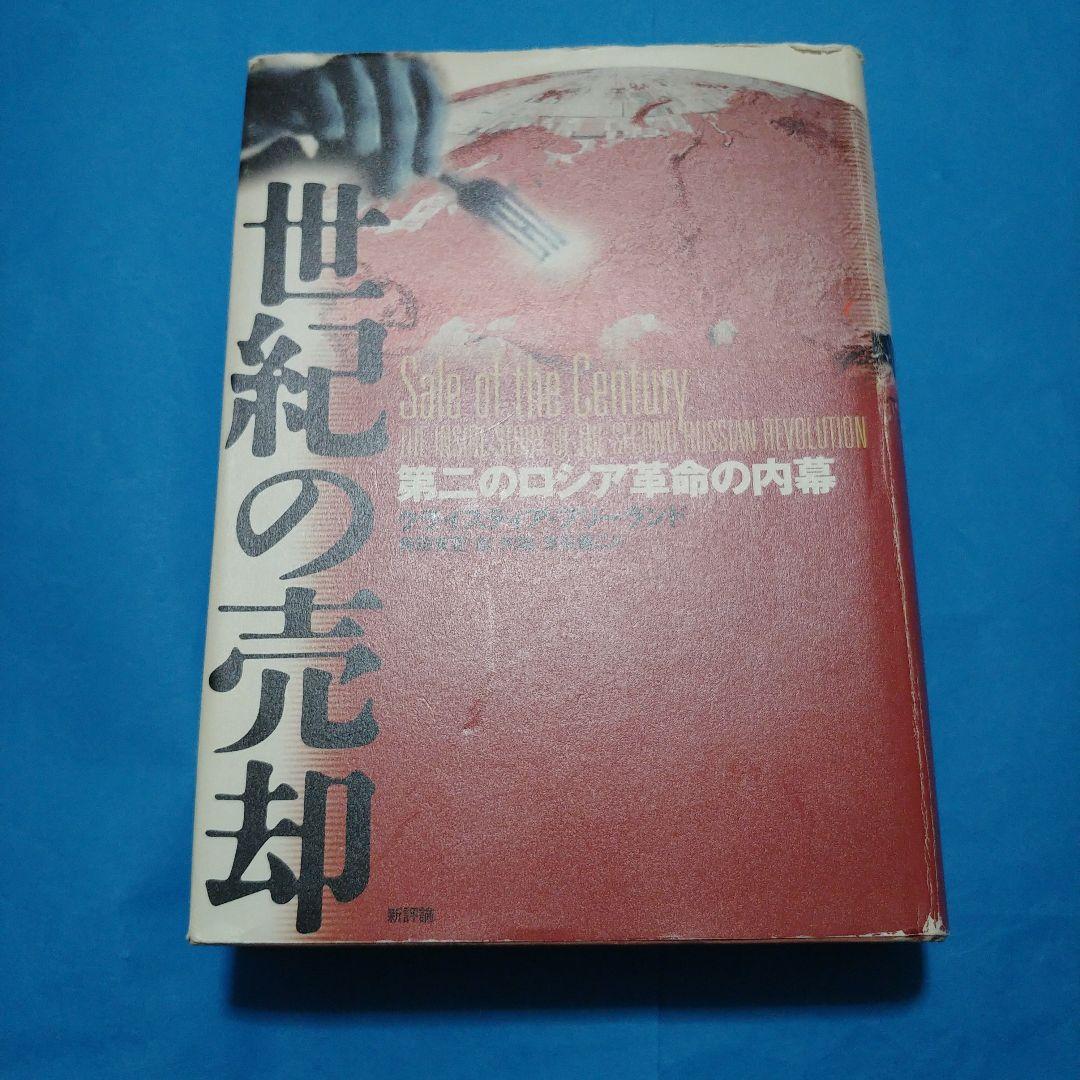 世紀の売却
Sale of the Century
THE INSIDE STORY OF THE SECOND RUSSIAN REVOLUTION
第二のロシア革命の内幕
クライスティア・フリーランド
新評論